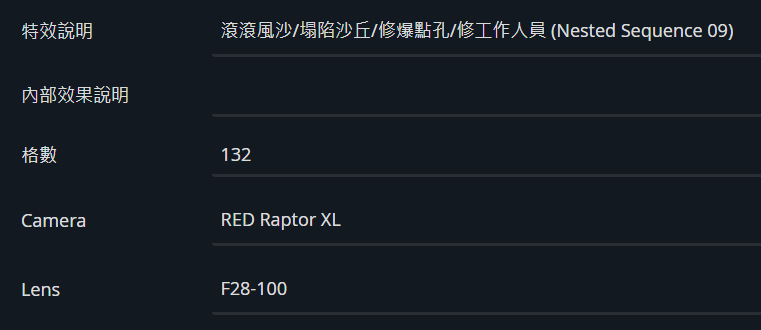 特效說明 滾滾風沙/塌陷沙丘/修爆點孔/修工作人員 (Nested Sequence 09)
內部效果說明
格數 132
Camera RED Raptor XL
Lens F28-100